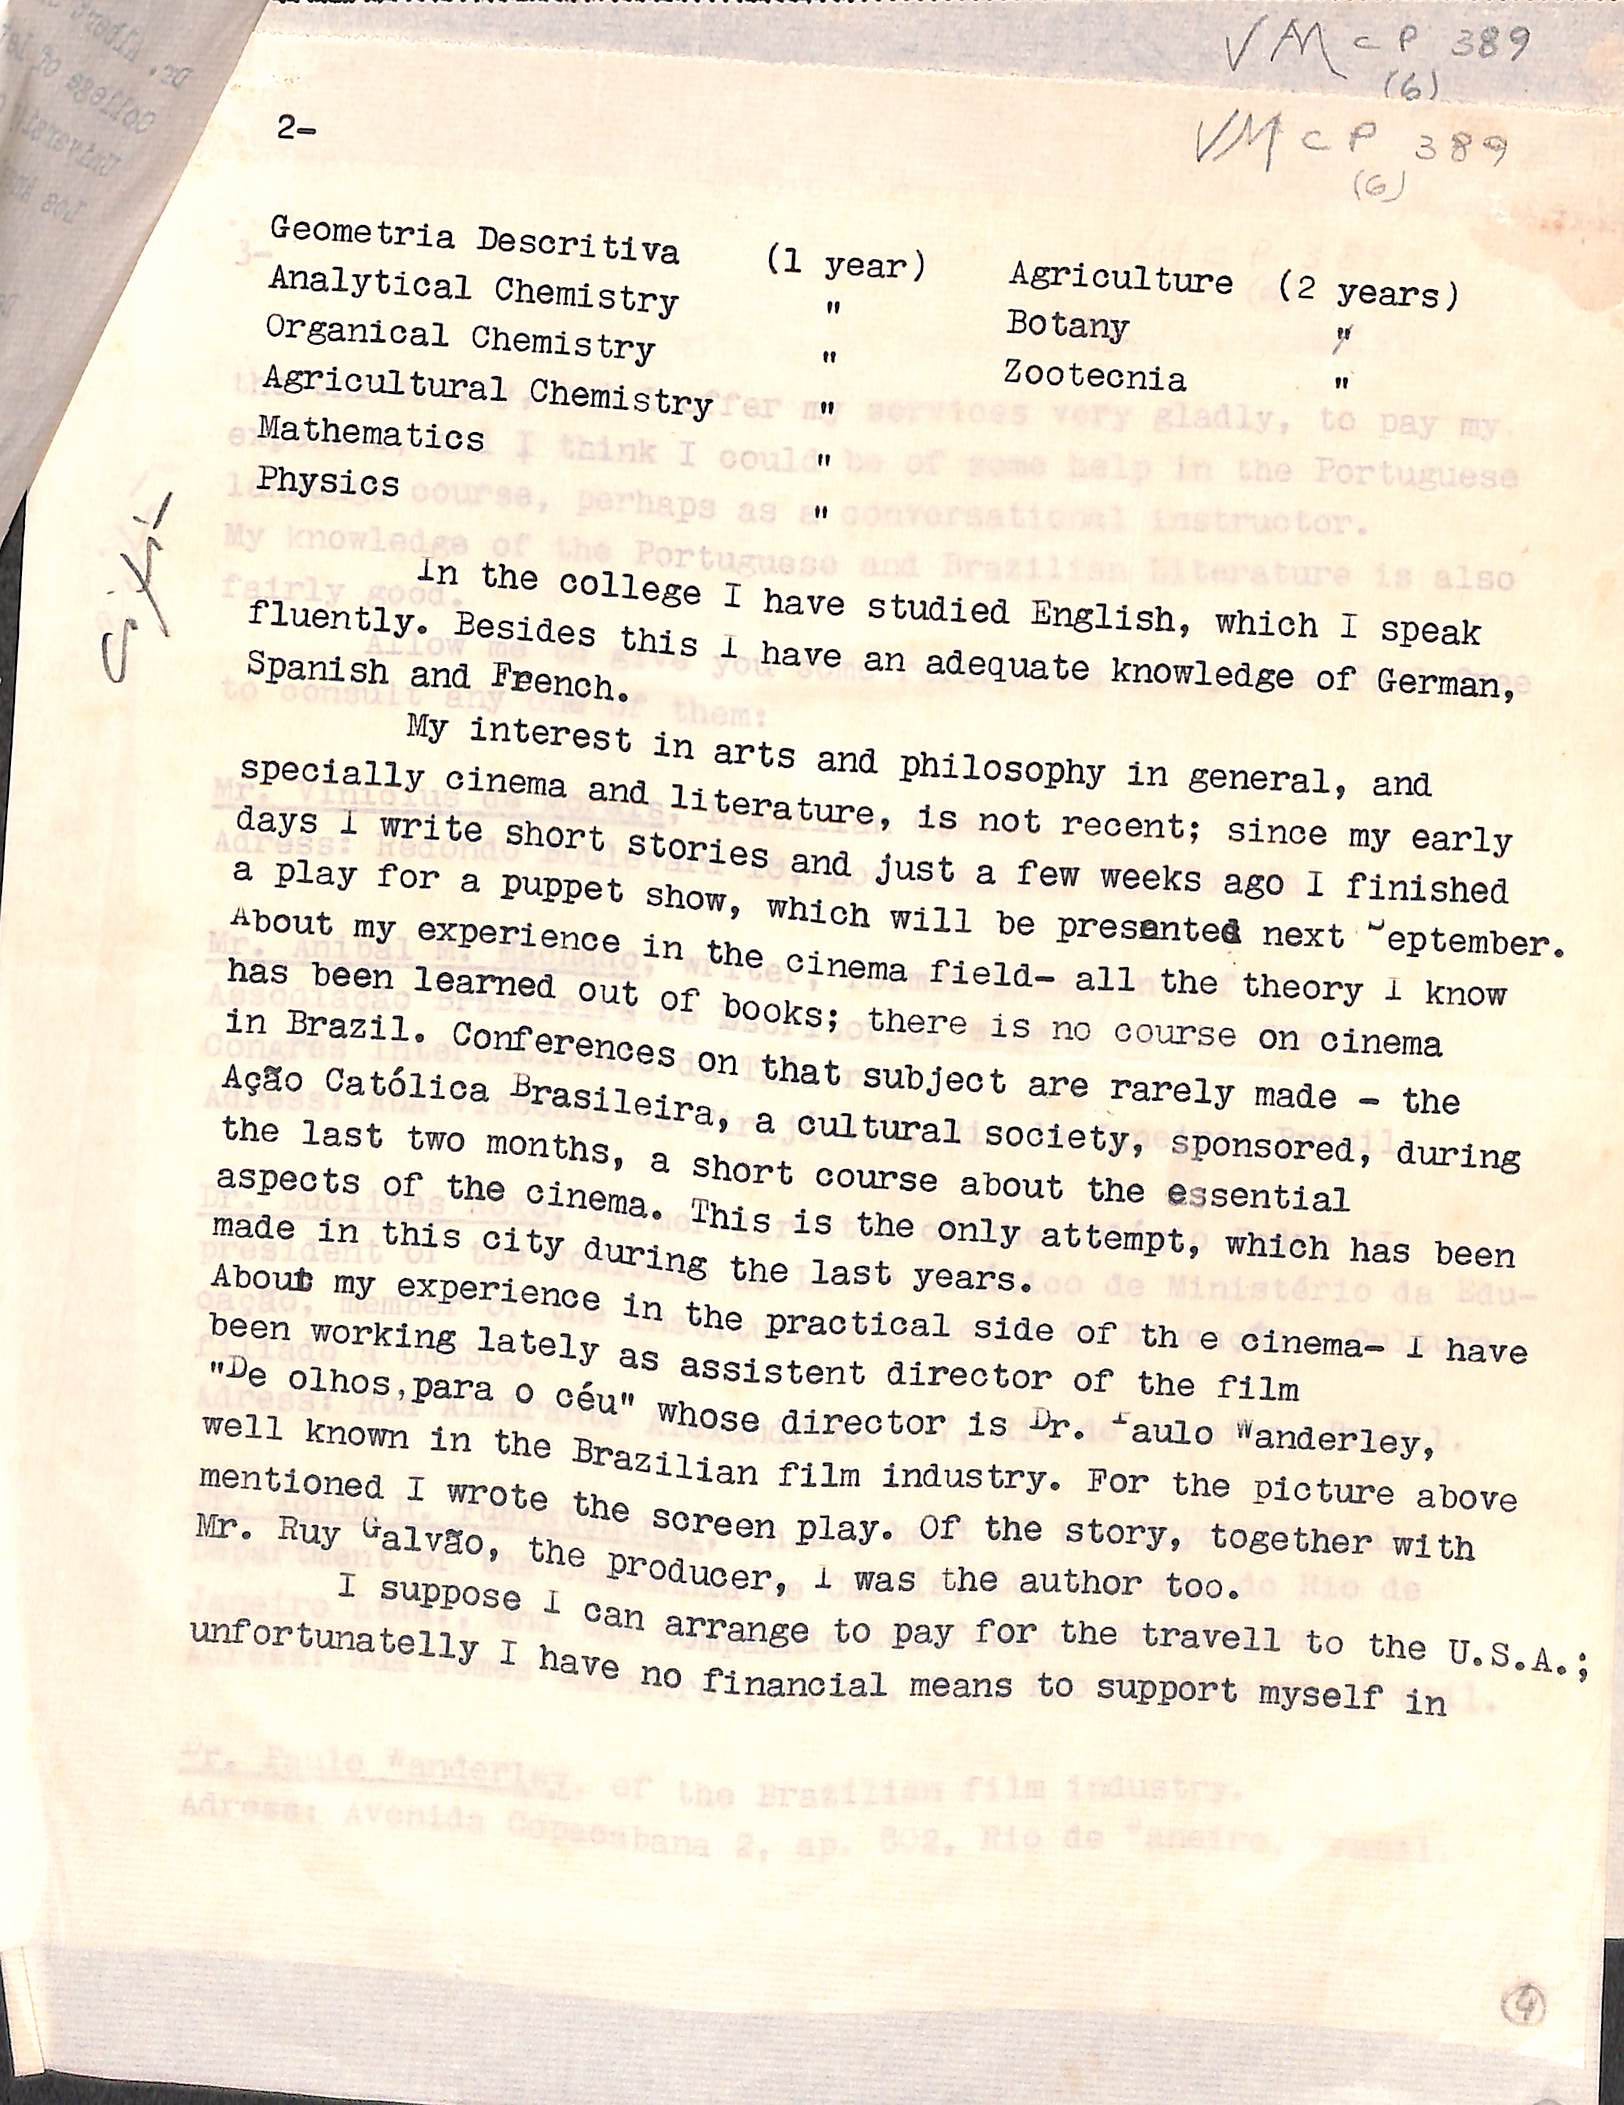 VM CP 389
(6)
VM CP 389
(6)
2-
Geometria Descritiva (1 year) Agriculture (2 years)
Analytical Chemistry " Botany "
Organical Chemistry " Zootecnia "
Agricultural Chemistry "
Mathematics "
Physics "
In the college I have studied English, which I speak
fluently. Besides this I have an adequate knowledge of German,
Spanish and French.
My interest in arts and philosophy in general, and
specially cinema and literature, is not recent; since my early
days I write short stories and just a few weeks ago I finished
a play for a puppet show, which will be presented next September.
About my experience in the cinema field- all the theory I know
has been learned out of books; there is no course on cinema
in Brazil. Conferences on that subject are rarely made - the
Ação Católica Brasileira, a cultural society, sponsored, during
the last two months, a short course about the essential
aspects of the cinema. This is the only attempt, which has been
made in this city during the last years.
About my experience in the practical side of th e cinema- I have
been working lately as assistent director of the film
"De olhos,para o céu" whose director is Dr. Paulo Wanderley,
well known in the Brazilian film industry. For the picture above
mentioned I wrote the screen play. Of the story, together with
Mr. Ruy Galvão, the producer, I was the author too.
I suppose I can arrange to pay for the travell to the U.S.A.;
unfortunatelly I have no financial means to support myself in
4